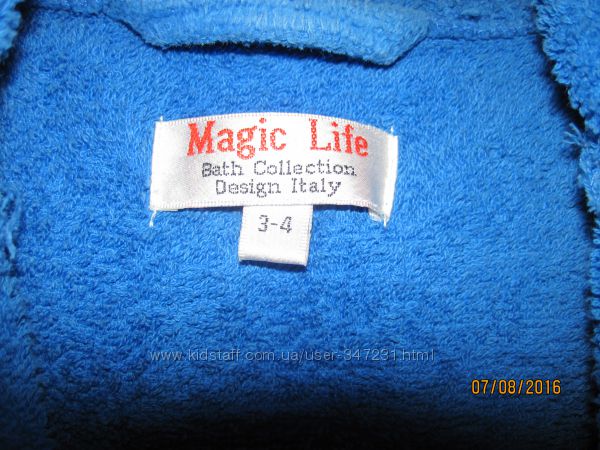 Magic Life
Bath Collection
Design Italy
3-4
www.kidstaff.com.ua/user-347231.html
07/08/2016